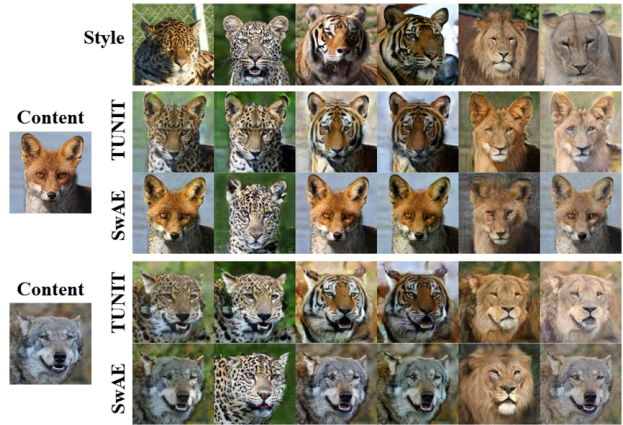 Style
Content
TUNIT
SwAE
Content
TUNIT
SwAE